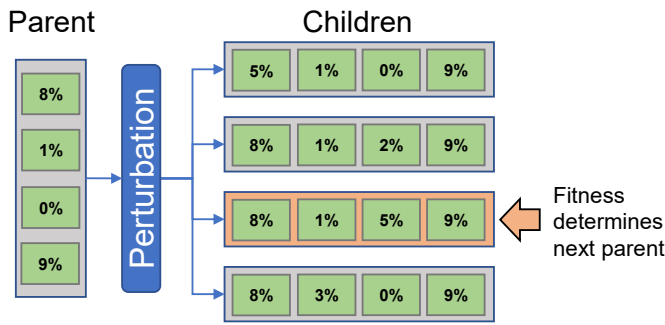 Parent
Children
8%
1%
0%
9%
Perturbation
5% 1% 0% 9%
8% 1% 2% 9%
8% 1% 5% 9%
8% 3% 0% 9%
Fitness
determines
next parent